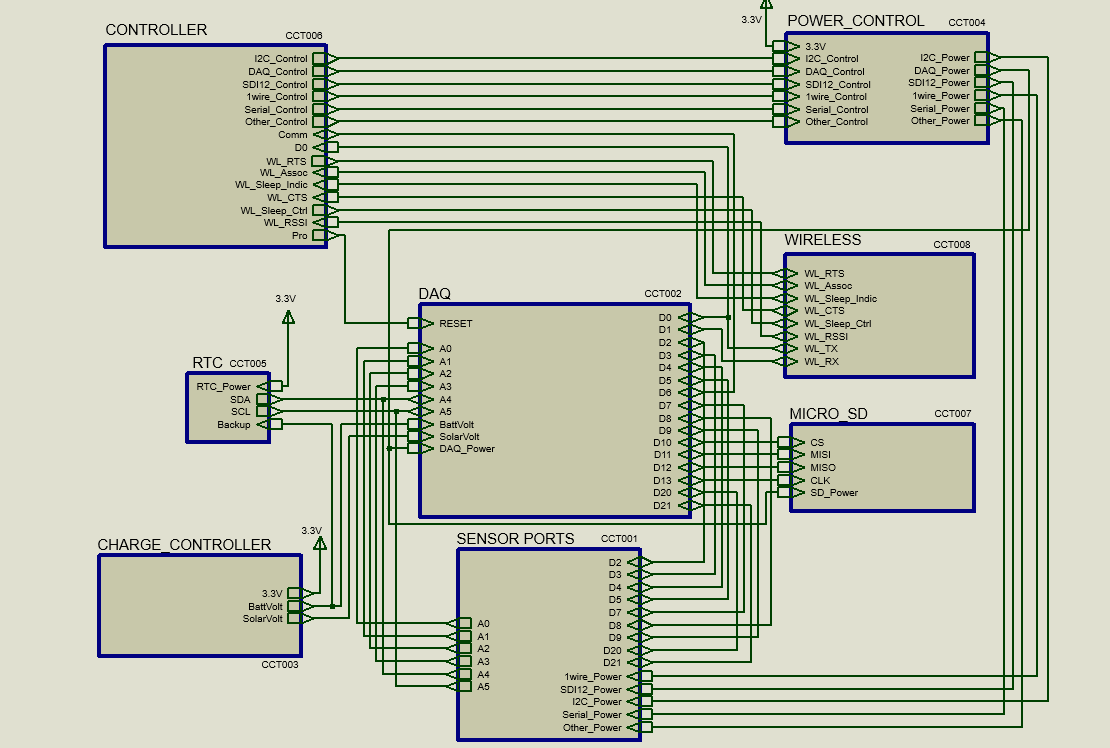 CONTROLLER
CCT006
I2C_Control
DAQ_Control
SDI12_Control
1wire_Control
Serial_Control
Other_Control
Comm
D0
WL_RTS
WL_Assoc
WL_Sleep_Indic
WL_CTS
WL_Sleep_Ctrl
WL_RSSI
Pro
3.3V
POWER_CONTROL
CCT004
3.3V
I2C_Control
DAQ_Control
SDI12_Control
1wire_Control
Serial_Control
Other_Control
I2C_Power
DAQ_Power
SDI12_Power
1wire_Power
Serial_Power
Other_Power
WIRELESS
CCT008
WL_RTS
WL_Assoc
WL_Sleep_Indic
WL_CTS
WL_Sleep_Ctrl
WL_RSSI
WL_TX
WL_RX
DAQ
CCT002
RESET
A0
A1
A2
A3
A4
A5
BattVolt
SolarVolt
DAQ_Power
D0
D1
D2
D3
D4
D5
D6
D7
D8
D9
D10
D11
D12
D13
D20
D21
3.3V
RTC
CCT005
RTC_Power
SDA
SCL
Backup
MICRO_SD
CCT007
CS
MISI
MISO
CLK
SD_Power
3.3V
CHARGE_CONTROLLER
3.3V
BattVolt
SolarVolt
CCT003
SENSOR PORTS
CCT001
D2
D3
D4
D5
D7
D8
D9
D20
D21
A0
A1
A2
A3
A4
A5
1wire_Power
SDI12_Power
I2C_Power
Serial_Power
Other_Power